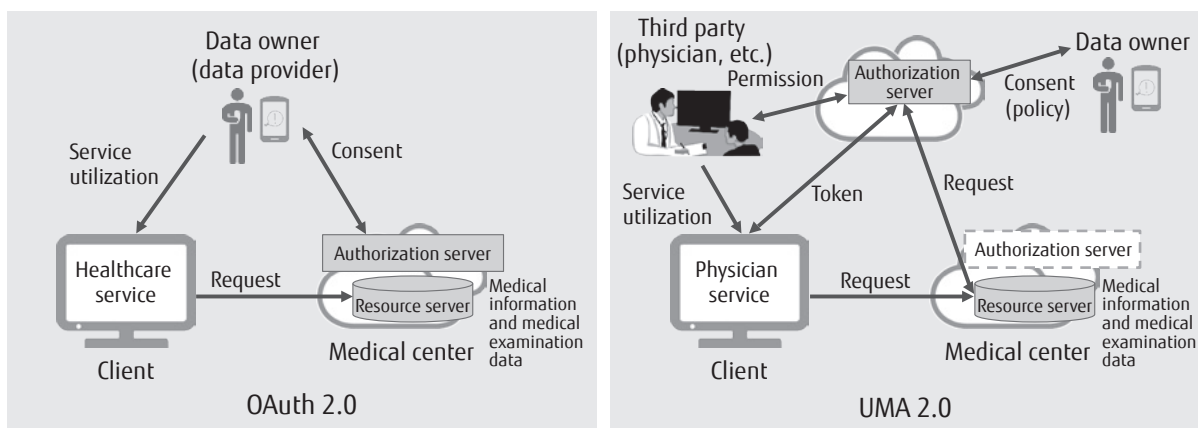 Data owner
(data provider)
Service
utilization
Consent
Healthcare
service
Request
Authorization server
Resource server
Medical
information
and medical
examination
data
Medical center
Client
OAuth 2.0
Third party
(physician, etc.)
Permission
Authorization
server
Data owner
Consent
(policy)
Service
utilization
Token
Request
Physician
service
Request
Authorization server
Resource server
Medical
information
and medical
examination
data
Medical center
Client
UMA 2.0